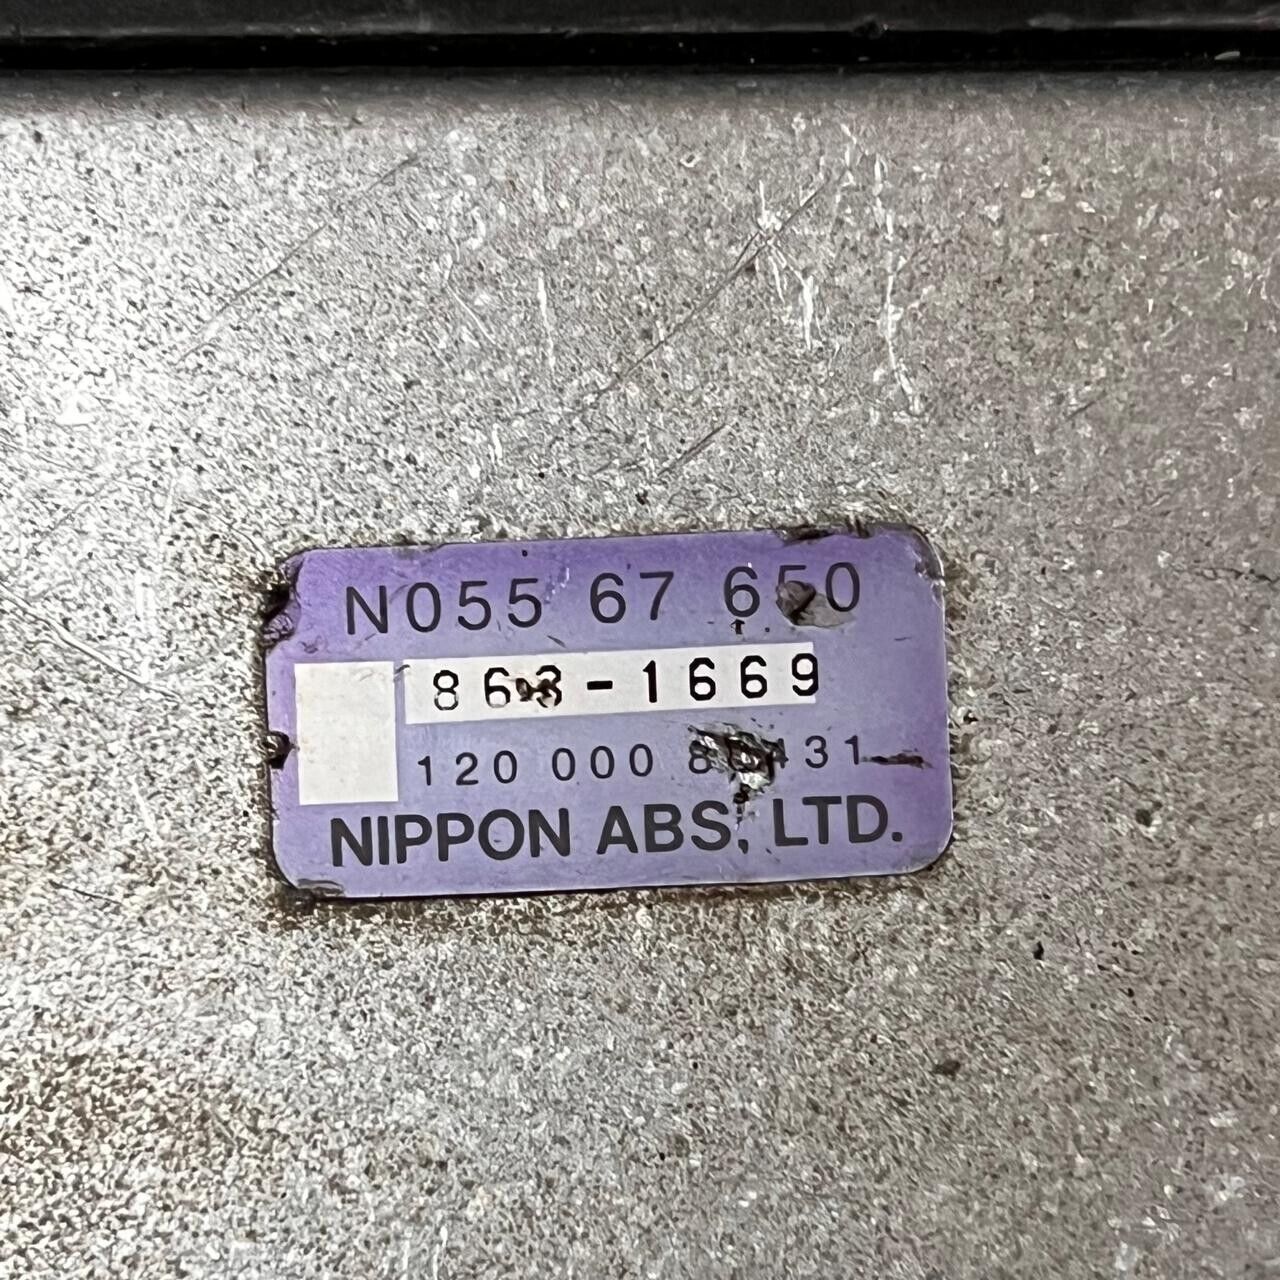 N055 67 650
863-1669
120 000
NIPPON ABS, LTD.